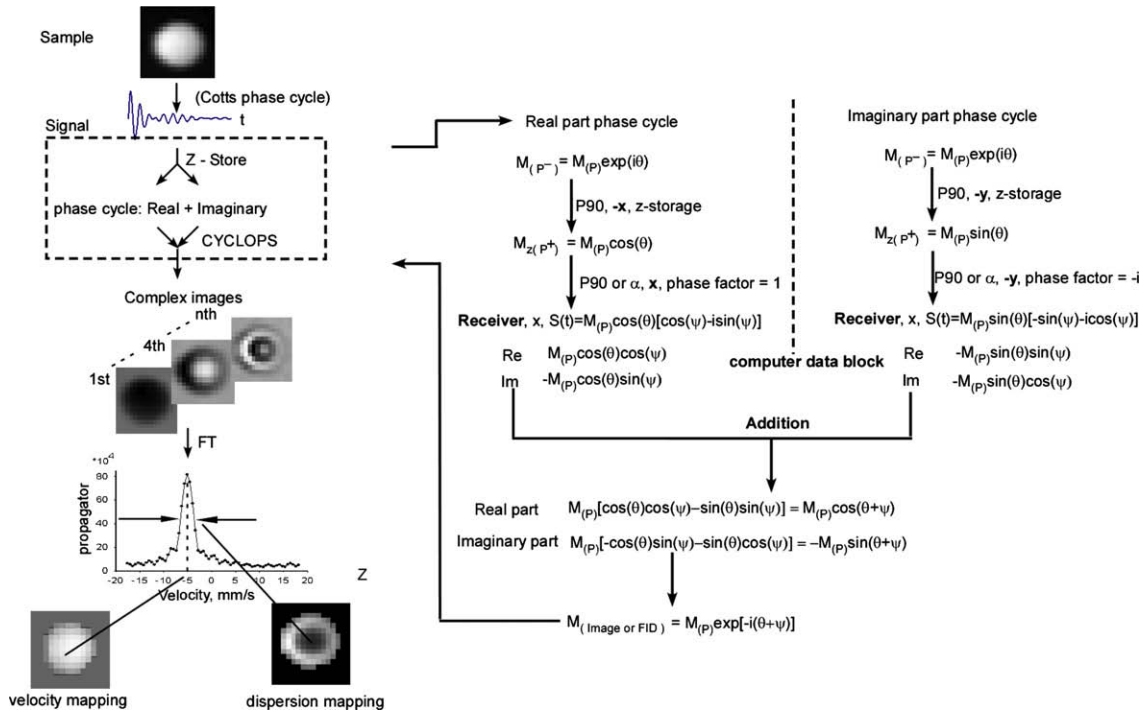 Sample
(Cotts phase cycle)
t
Signal
Z - Store
phase cycle: Real + Imaginary
CYCLOPS
Complex images
nth
4th
1st
FT
*10⁴
80
60
40
20
0
propagator
-20 -15 -10 -5 0 5 10 15 20
Velocity, mm/s
Z
velocity mapping
dispersion mapping
Real part phase cycle
M( P− )= M(P)exp(iθ)
P90, -x, z-storage
Mz( P+ ) = M(P)cos(θ)
P90 or α, x, phase factor = 1
Receiver, x, S(t)=M(P)cos(θ)[cos(ψ)-isin(ψ)]
Re M(P)cos(θ)cos(ψ)
Im -M(P)cos(θ)sin(ψ)
computer data block
Imaginary part phase cycle
M( P− )= M(P)exp(iθ)
P90, -y, z-storage
Mz( P+ ) = M(P)sin(θ)
P90 or α, -y, phase factor = -i
Receiver, x, S(t)=M(P)sin(θ)[-sin(ψ)-icos(ψ)]
Re -M(P)sin(θ)sin(ψ)
Im -M(P)sin(θ)cos(ψ)
Addition
Real part M(P)[cos(θ)cos(ψ)−sin(θ)sin(ψ)] = M(P)cos(θ+ψ)
Imaginary part M(P)[-cos(θ)sin(ψ)−sin(θ)cos(ψ)] = −M(P)sin(θ+ψ)
M( Image or FID ) = M(P)exp[-i(θ+ψ)]